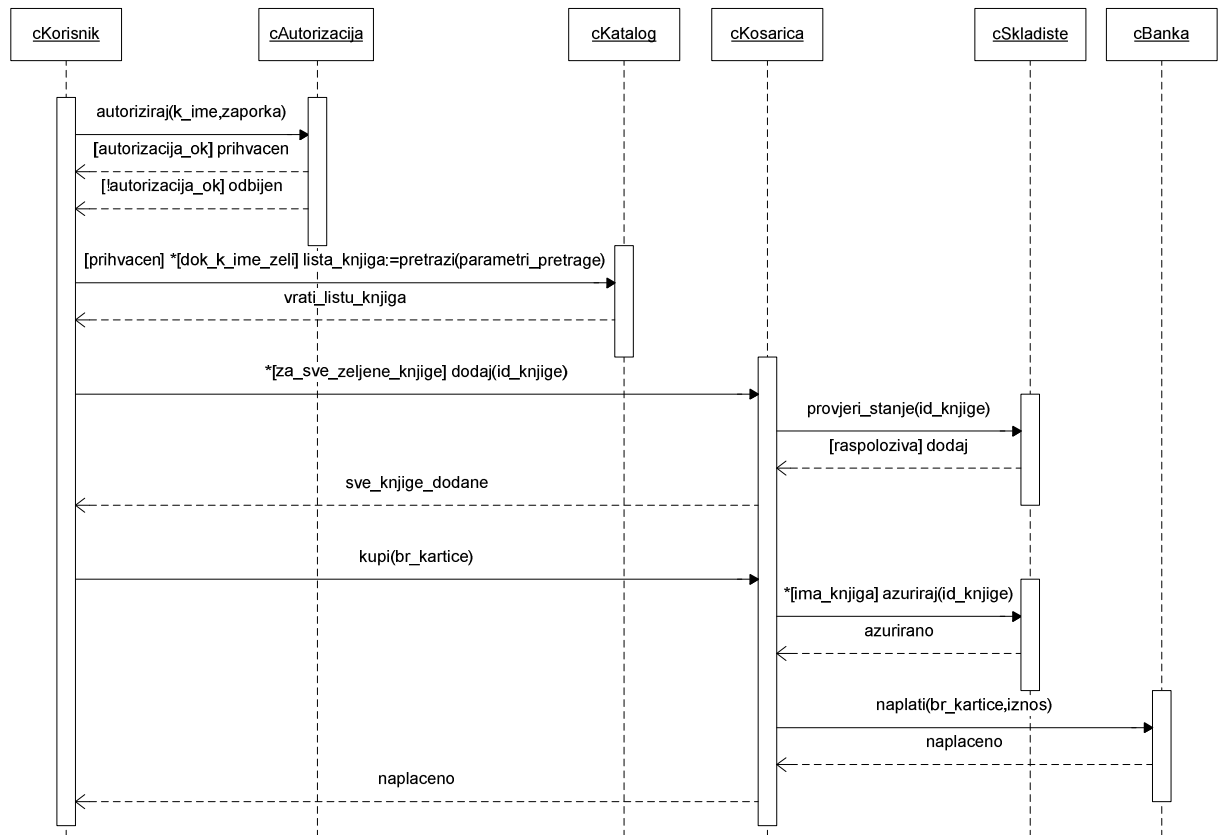 cKorisnik
cAutorizacija
cKatalog
cKosarica
cSkladiste
cBanka
autoriziraj(k_ime,zaporka)
[autorizacija_ok] prihvacen
[!autorizacija_ok] odbijen
[prihvacen] *[dok_k_ime_zeli] lista_knjiga:=pretrazi(parametri_pretrage)
vrati_listu_knjiga
*[za_sve_zeljene_knjige] dodaj(id_knjige)
provjeri_stanje(id_knjige)
[raspoloziva] dodaj
sve_knjige_dodane
kupi(br_kartice)
*[ima_knjiga] azuriraj(id_knjige)
azurirano
naplati(br_kartice,iznos)
naplaceno
naplaceno